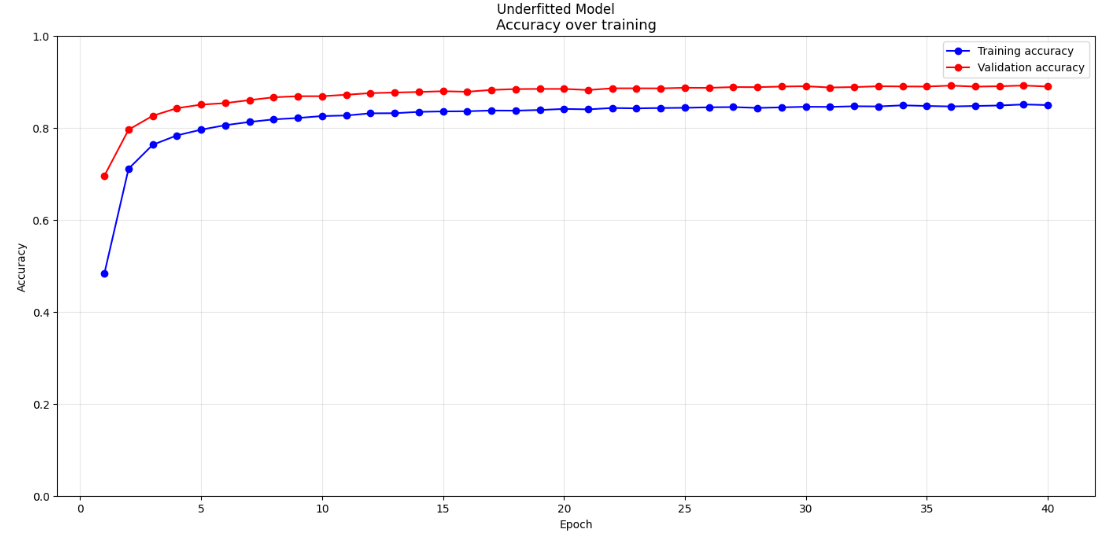 Underfitted Model
Accuracy over training
Training accuracy
Validation accuracy
1.0
0.8
0.6
0.4
0.2
0.0
Accuracy
0 5 10 15 20 25 30 35 40
Epoch